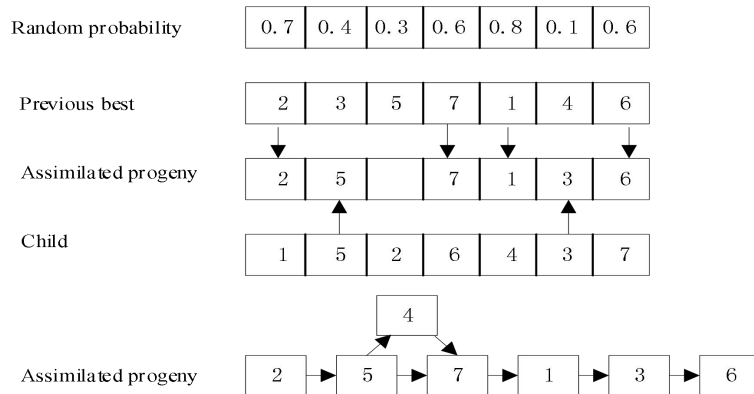 Random probability 0.7 0.4 0.3 0.6 0.8 0.1 0.6
Previous best 2 3 5 7 1 4 6
Assimilated progeny 2 5 7 1 3 6
Child 1 5 2 6 4 3 7
4
Assimilated progeny 2 5 7 1 3 6